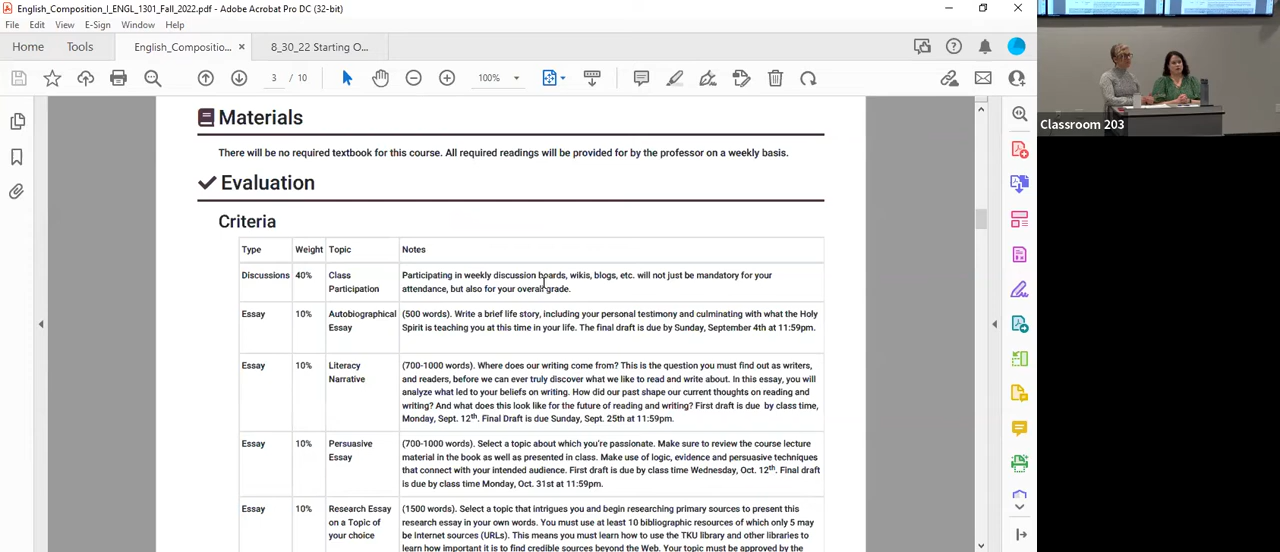 English_Composition_I_ENGL_1301_Fall_2022.pdf - Adobe Acrobat Pro DC (32-bit)
File Edit View E-Sign Window Help
Home Tools English_Composition... × 8_30_22 Starting O...
3 / 10 100%
Materials
There will be no required textbook for this course. All required readings will be provided for by the professor on a weekly basis.
Evaluation
Criteria
Type Weight Topic Notes
Discussions 40% Class Participation Participating in weekly discussion boards, wikis, blogs, etc. will not just be mandatory for your
attendance, but also for your overall grade.
Essay 10% Autobiographical Essay (500 words). Write a brief life story, including your personal testimony and culminating with what the Holy
Spirit is teaching you at this time in your life. The final draft is due by Sunday, September 4th at 11:59pm.
Essay 10% Literacy Narrative (700-1000 words). Where does our writing come from? This is the question you must find out as writers,
and readers, before we can ever truly discover what we like to read and write about. In this essay, you will
analyze what led to your beliefs on writing. How did our past shape our current thoughts on reading and
writing? And what does this look like for the future of reading and writing? First draft is due by class time,
Monday, Sept. 12th. Final Draft is due Sunday, Sept. 25th at 11:59pm.
Essay 10% Persuasive Essay (700-1000 words). Select a topic about which you're passionate. Make sure to review the course lecture
material in the book as well as presented in class. Make use of logic, evidence and persuasive techniques
that connect with your intended audience. First draft is due by class time Wednesday, Oct. 12th. Final draft
is due by class time Monday, Oct. 31st at 11:59pm.
Essay 10% Research Essay on a Topic of your choice (1500 words). Select a topic that intrigues you and begin researching primary sources to present this
research essay in your own words. You must use at least 10 bibliographic resources of which only 5 may
be Internet sources (URLs). This means you must learn how to use the TKU library and other libraries to
learn how important it is to find credible sources beyond the Web. Your topic must be approved by the
Classroom 203